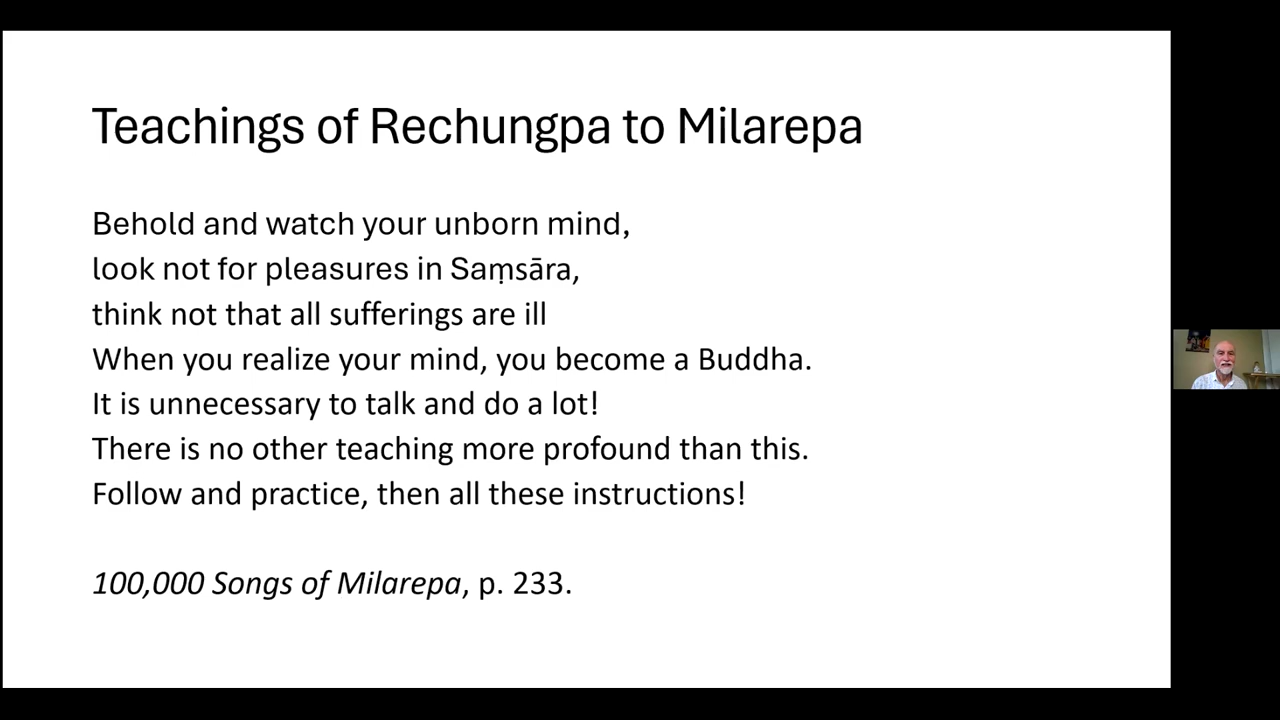 Teachings of Rechungpa to Milarepa
Behold and watch your unborn mind,
look not for pleasures in Saṃsāra,
think not that all sufferings are ill
When you realize your mind, you become a Buddha.
It is unnecessary to talk and do a lot!
There is no other teaching more profound than this.
Follow and practice, then all these instructions!
100,000 Songs of Milarepa, p. 233.